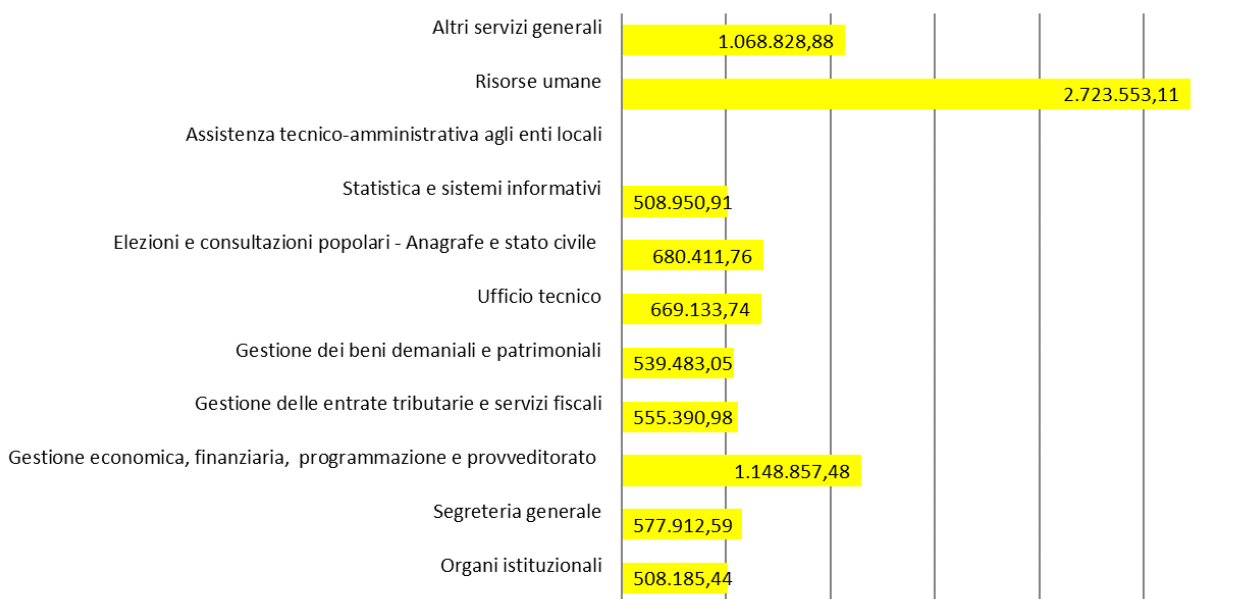 Altri servizi generali
1.068.828,88
Risorse umane
2.723.553,11
Assistenza tecnico-amministrativa agli enti locali
Statistica e sistemi informativi
508.950,91
Elezioni e consultazioni popolari - Anagrafe e stato civile
680.411,76
Ufficio tecnico
669.133,74
Gestione dei beni demaniali e patrimoniali
539.483,05
Gestione delle entrate tributarie e servizi fiscali
555.390,98
Gestione economica, finanziaria, programmazione e provveditorato
1.148.857,48
Segreteria generale
577.912,59
Organi istituzionali
508.185,44